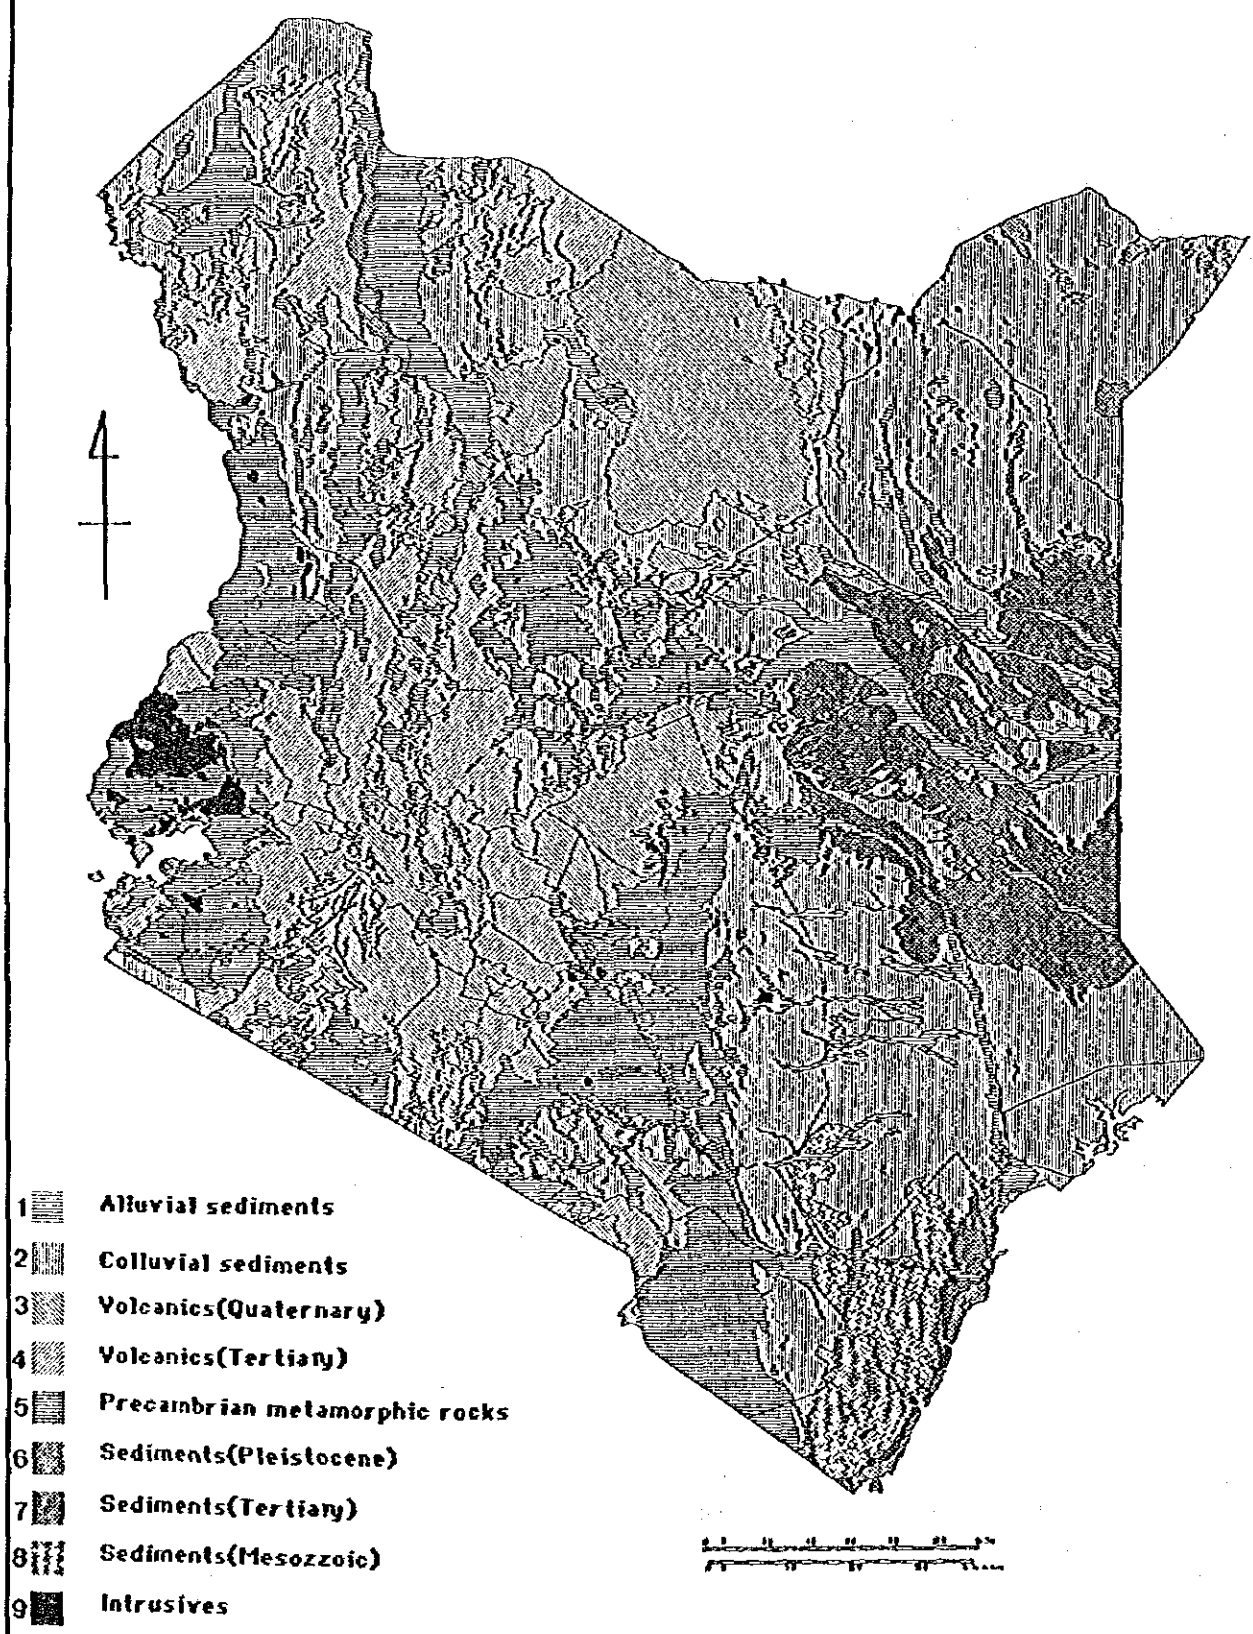 1 Alluvial sediments
2 Colluvial sediments
3 Volcanics(Quaternary)
4 Volcanics(Tertiary)
5 Precambrian metamorphic rocks
6 Sediments(Pleistocene)
7 Sediments(Tertiary)
8 Sediments(Mesozzoic)
9 Intrusives